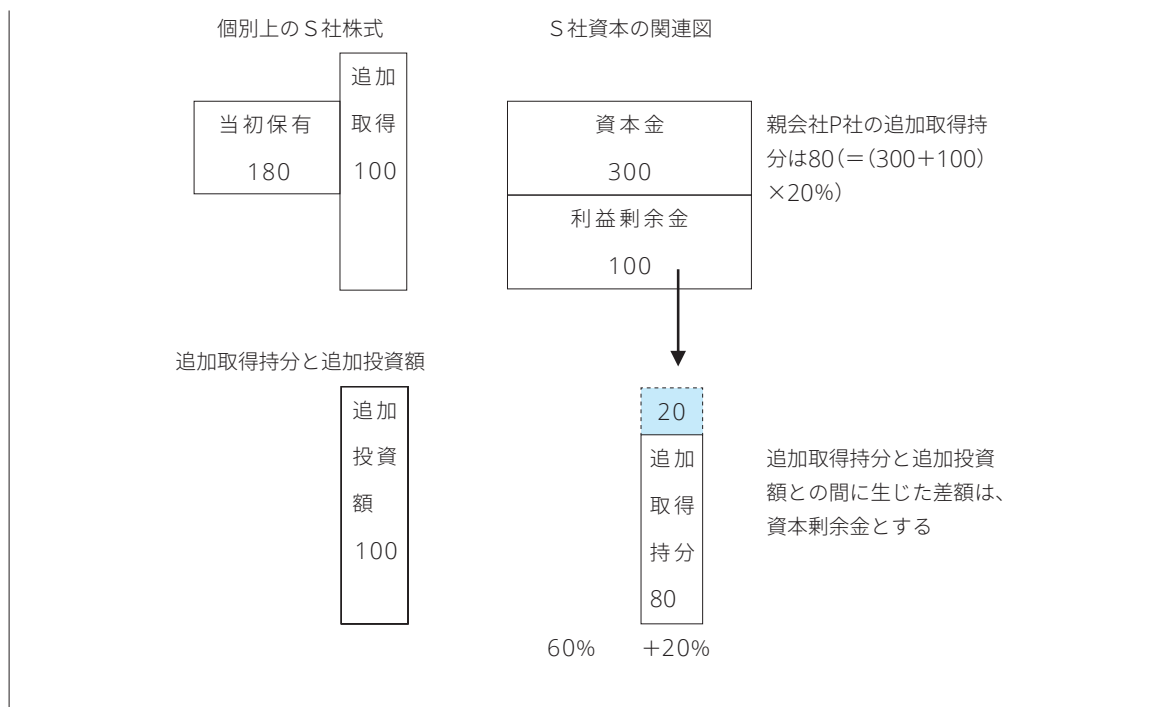 個別上のS社株式
S社資本の関連図
追加
取得
100
当初保有
180
資本金
300
利益剰余金
100
親会社P社の追加取得持
分は80(=(300+100)
×20%)
追加取得持分と追加投資額
追加
投資
額
100
20
追加
取得
持分
80
追加取得持分と追加投資
額との間に生じた差額は、
資本剰余金とする
60%
+20%